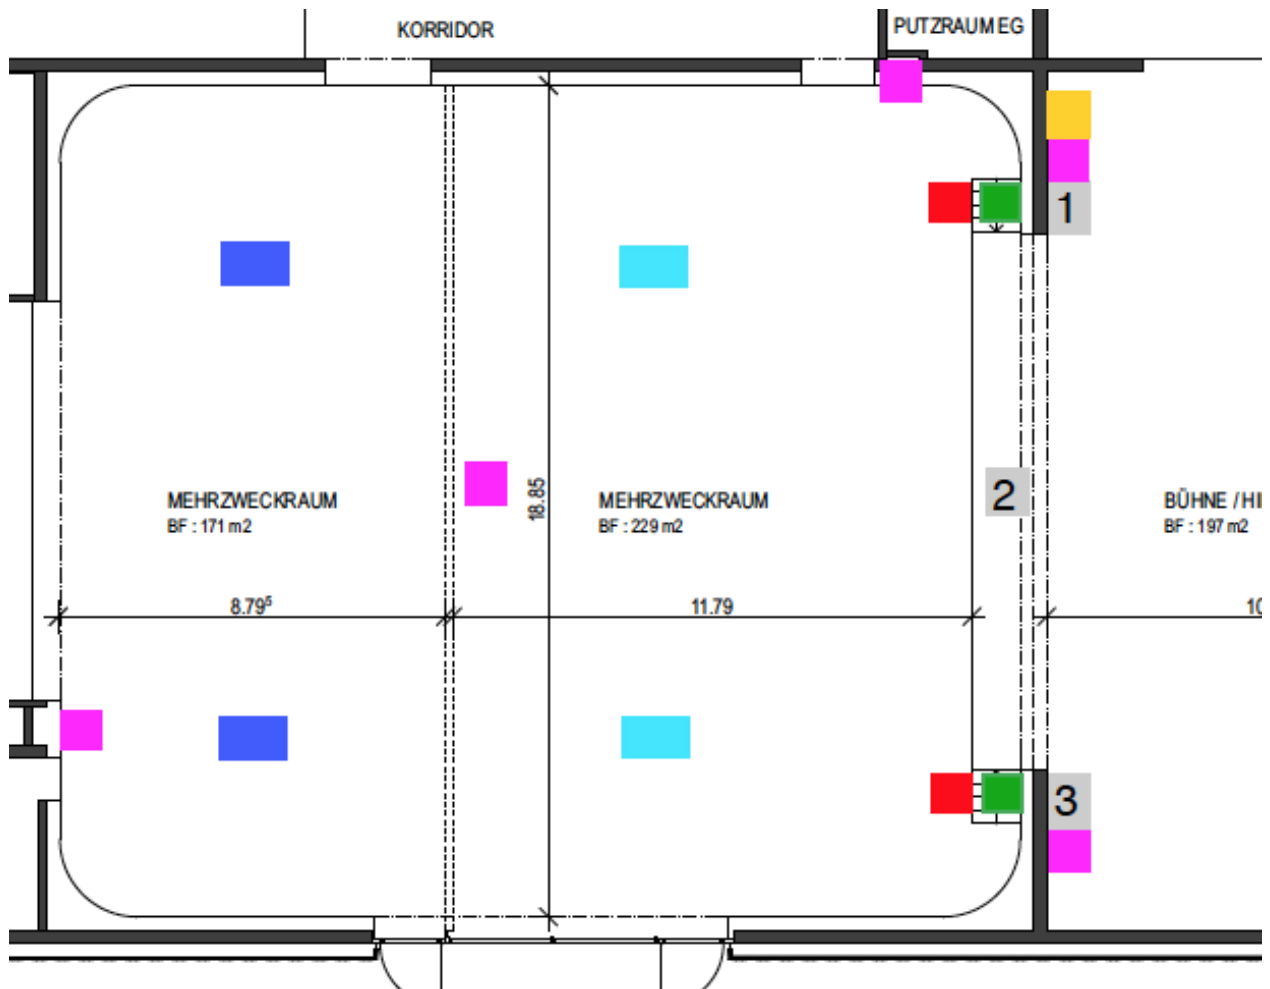 KORRIDOR
PUTZRAUM EG
1
2
MEHRZWECKRAUM
BF : 171 m2
18.85
MEHRZWECKRAUM
BF : 229 m2
BÜHNE / HI
BF : 197 m2
8.79⁵
11.79
10
3